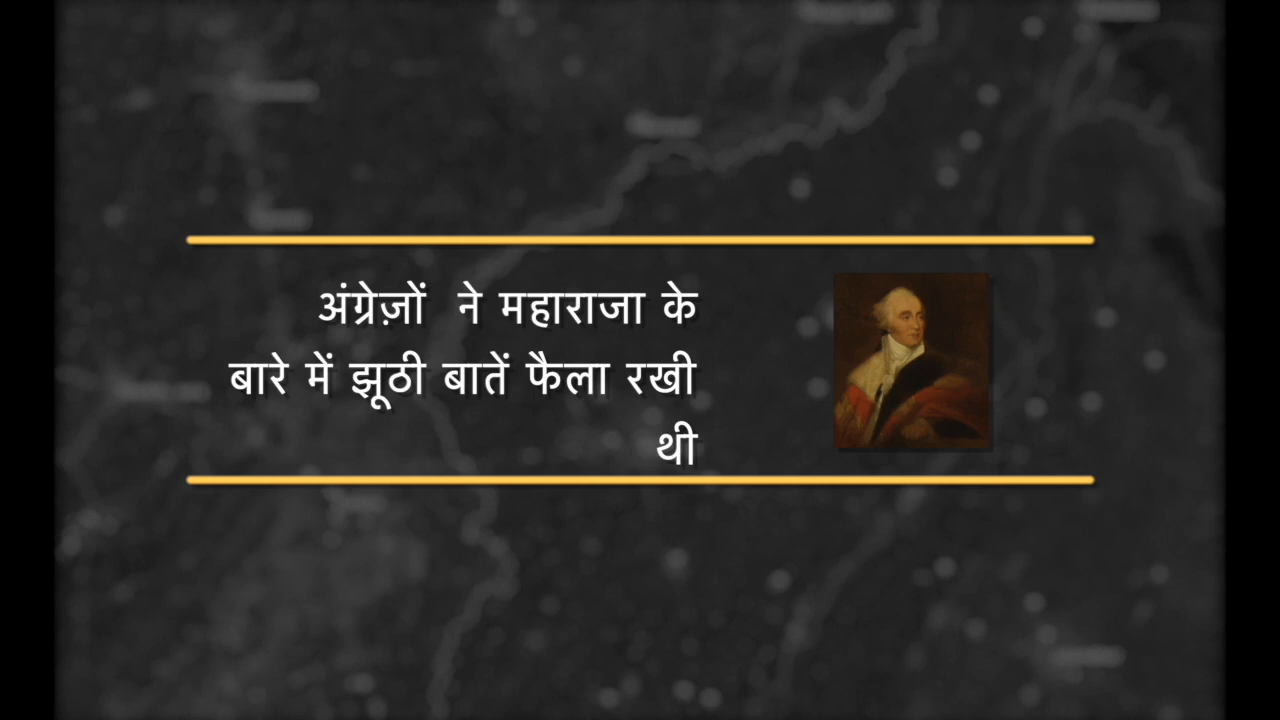 अंग्रेज़ों  ने महाराजा के
बारे में झूठी बातें फैला रखी
थी